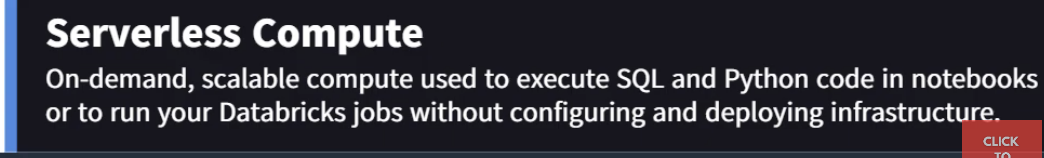 Serverless Compute
On-demand, scalable compute used to execute SQL and Python code in notebooks
or to run your Databricks jobs without configuring and deploying infrastructure.
CLICK
TO